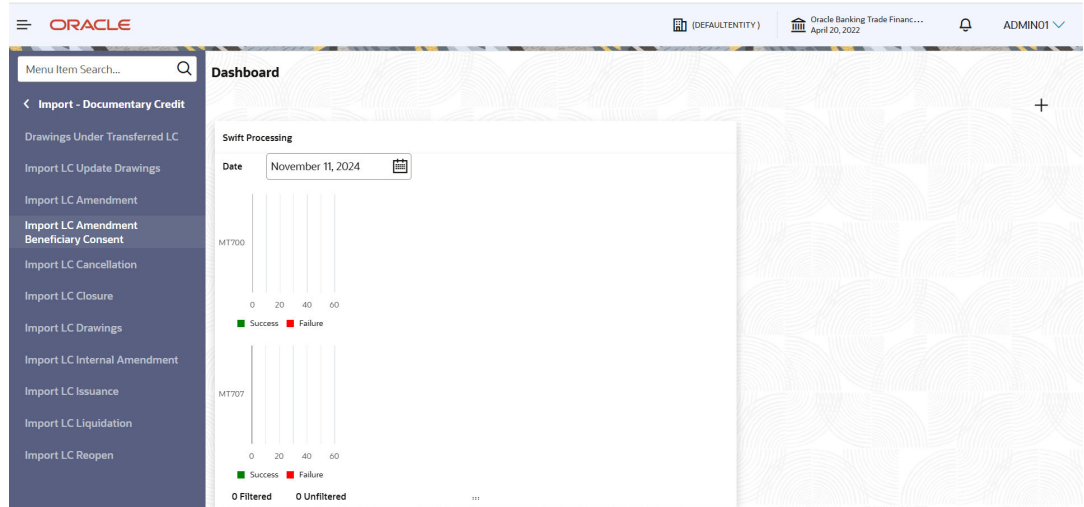 ORACLE
(DEFAULTENTITY)
Oracle Banking Trade Financ...
April 20, 2022
ADMIN01
Menu Item Search...
Import - Documentary Credit
Drawings Under Transferred LC
Import LC Update Drawings
Import LC Amendment
Import LC Amendment
Beneficiary Consent
Import LC Cancellation
Import LC Closure
Import LC Drawings
Import LC Internal Amendment
Import LC Issuance
Import LC Liquidation
Import LC Reopen
Dashboard
Swift Processing
Date November 11, 2024
MT700
0 20 40 60
Success Failure
MT707
0 20 40 60
Success Failure
0 Filtered 0 Unfiltered